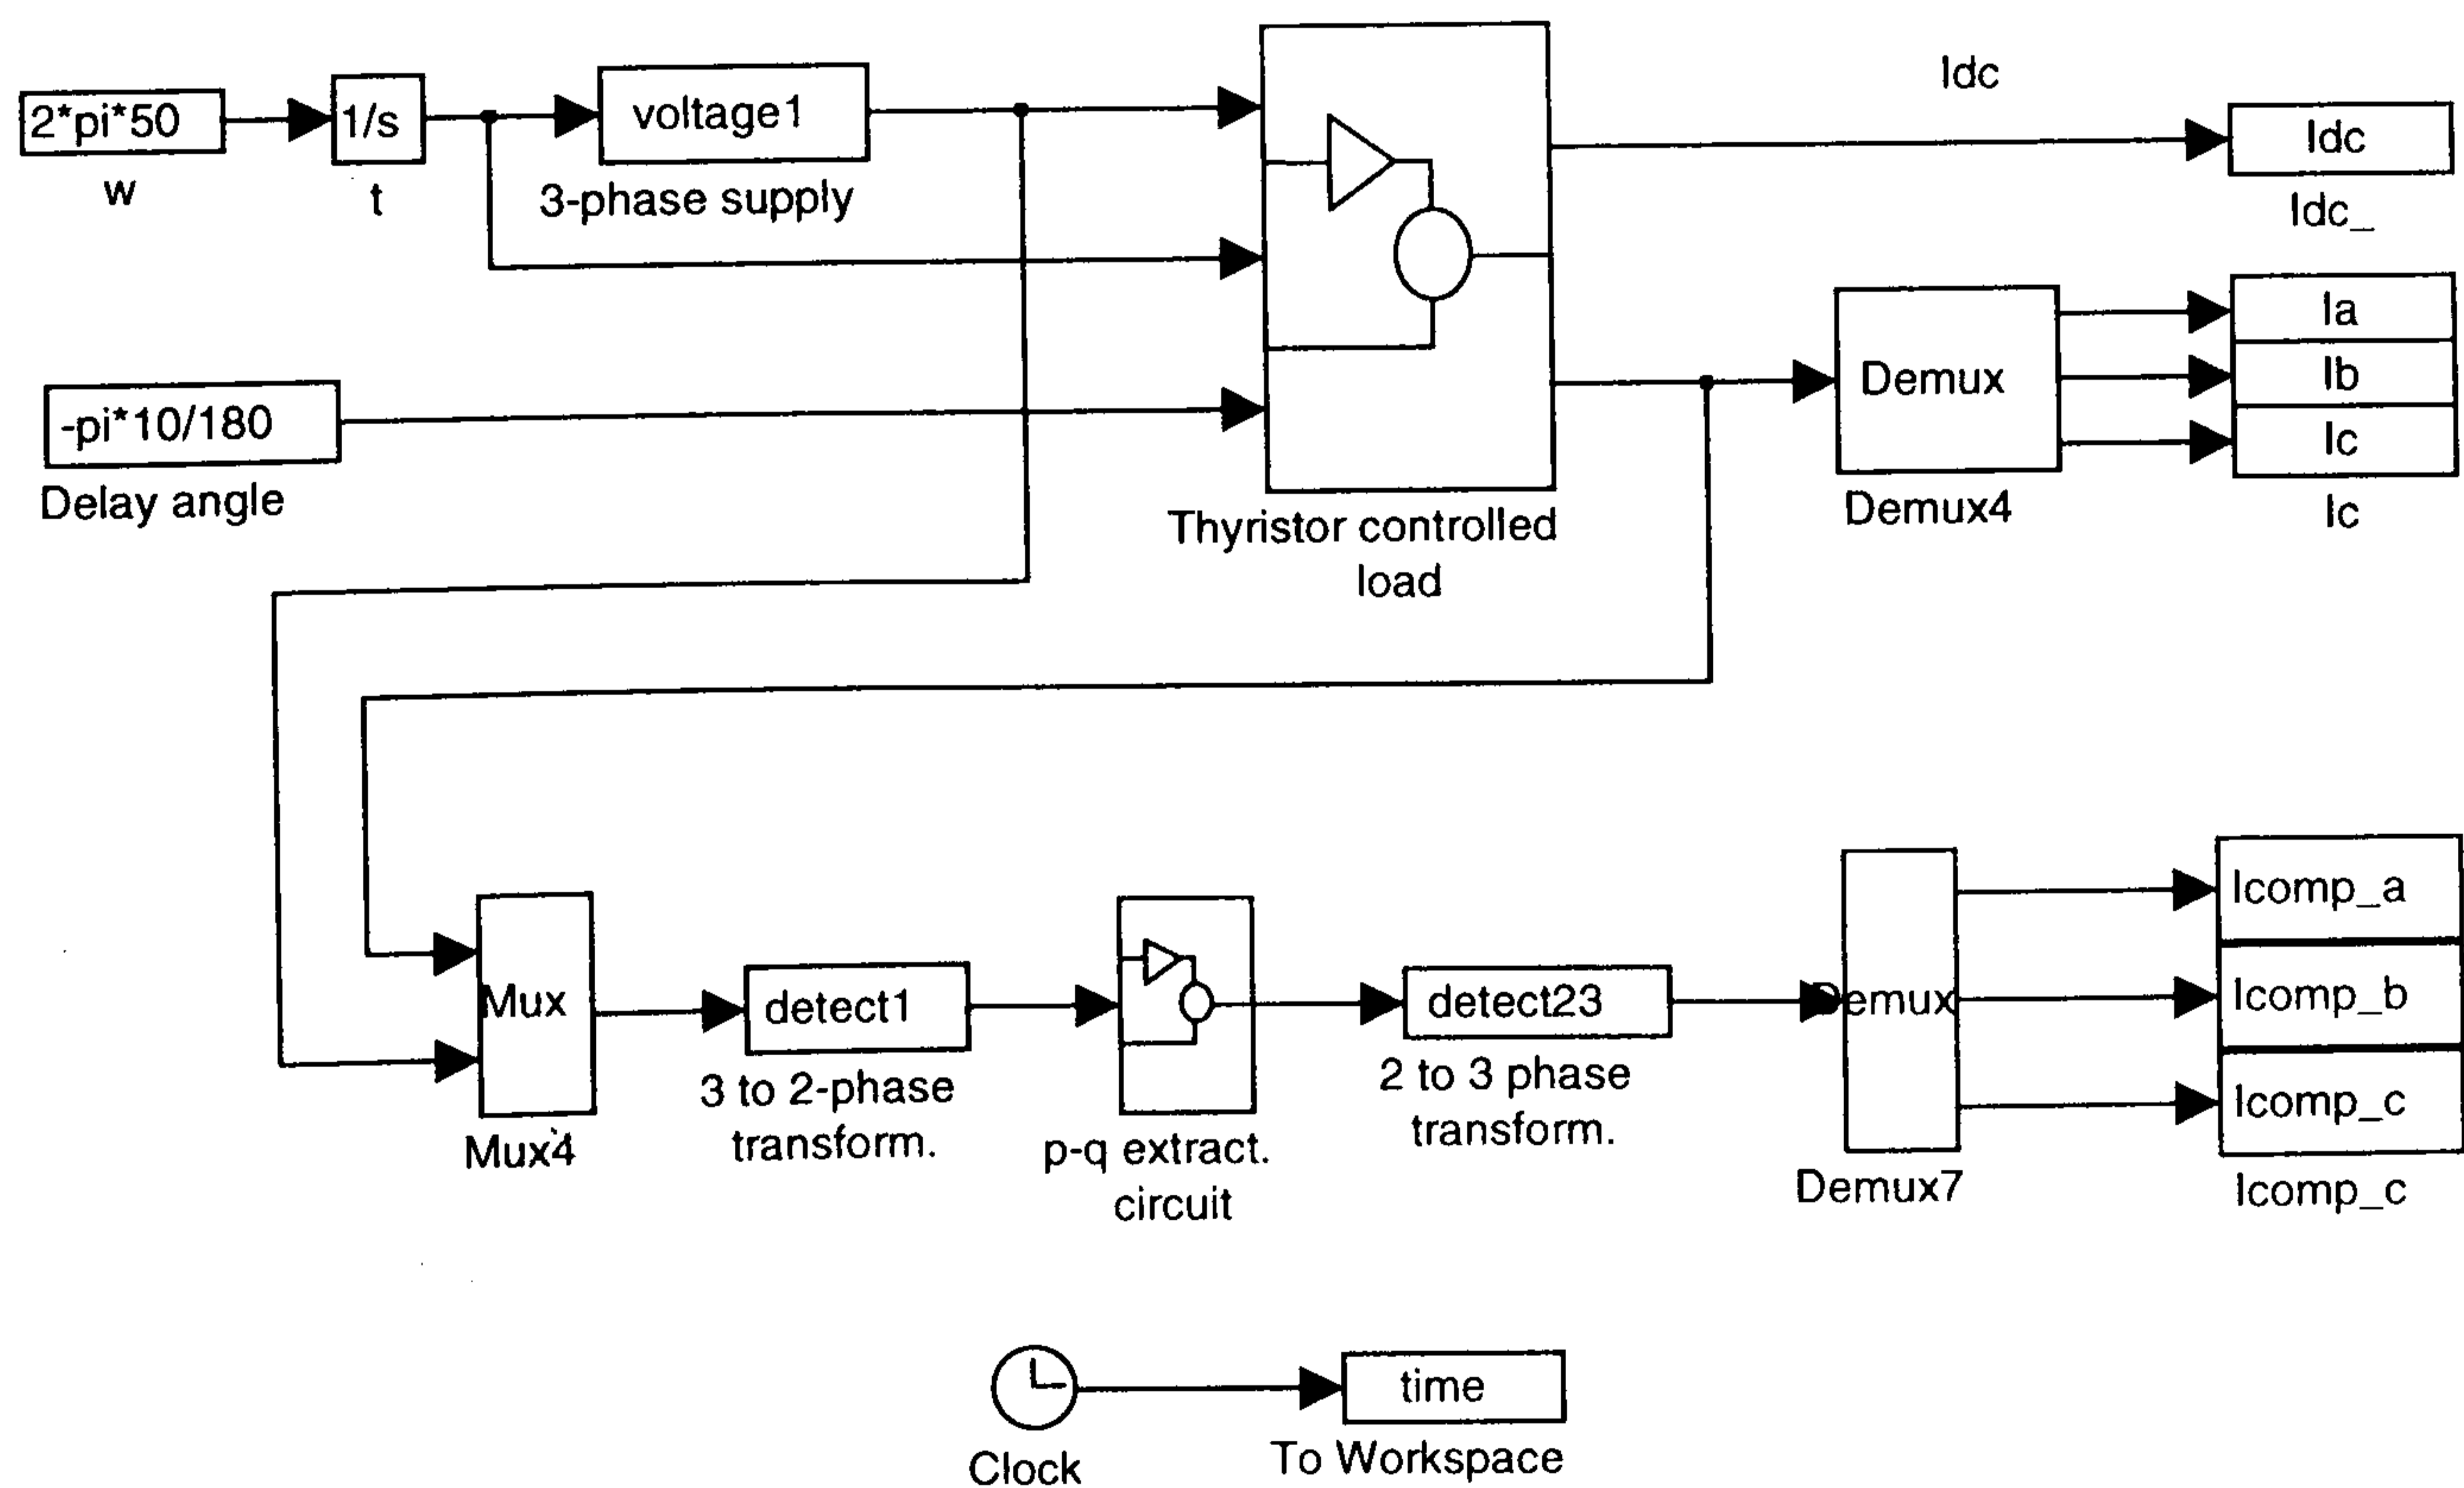 2*pi*50
w
1/s
t
voltage1
3-phase supply
Idc
Idc
Idc_
-pi*10/180
Delay angle
Thyristor controlled
load
Demux
Demux4
Ia
Ib
Ic
Ic
Mux
Mux4
detect1
3 to 2-phase
transform.
p-q extract.
circuit
detect23
2 to 3 phase
transform.
Demux
Demux7
Icomp_a
Icomp_b
Icomp_c
Icomp_c
Clock
time
To Workspace